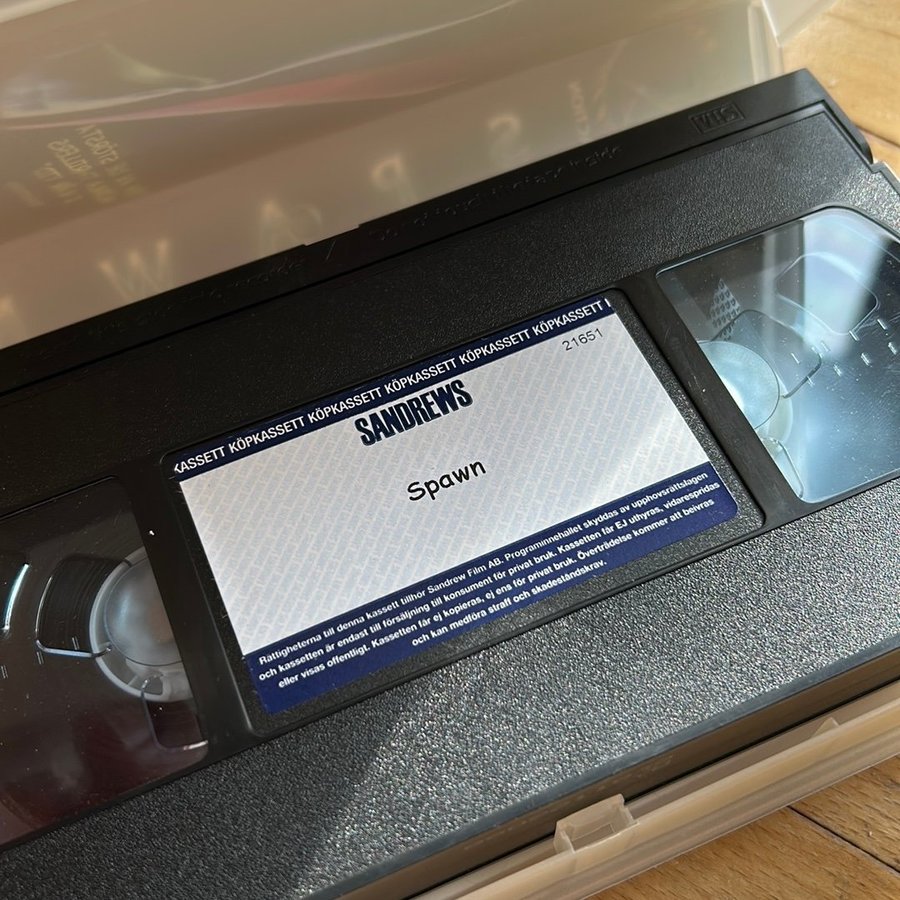 VHS
KASSETT KÖPKASSETT KÖPKASSETT KÖPKASSETT KÖPKASSETT KÖPKASSETT
21651
SANDREWS
Spawn
Rättigheterna till denna kassett tillhör Sandrew Film AB. Programinnehållet skyddas av upphovsrättslagen
och kassetten är endast till försäljning till konsument för privat bruk. Kassetten får EJ uthyras, vidarespridas
eller visas offentligt. Kassetten får ej kopieras, ej ens för privat bruk. Överträdelse kommer att beivras
och kan medföra straff och skadeståndskrav.